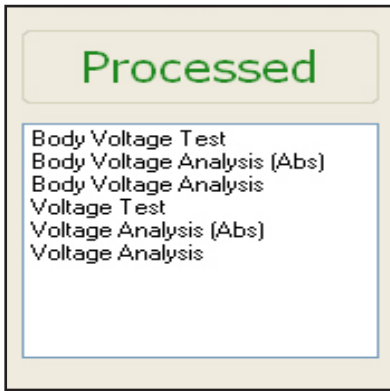 Processed
Body Voltage Test
Body Voltage Analysis (Abs)
Body Voltage Analysis
Voltage Test
Voltage Analysis (Abs)
Voltage Analysis